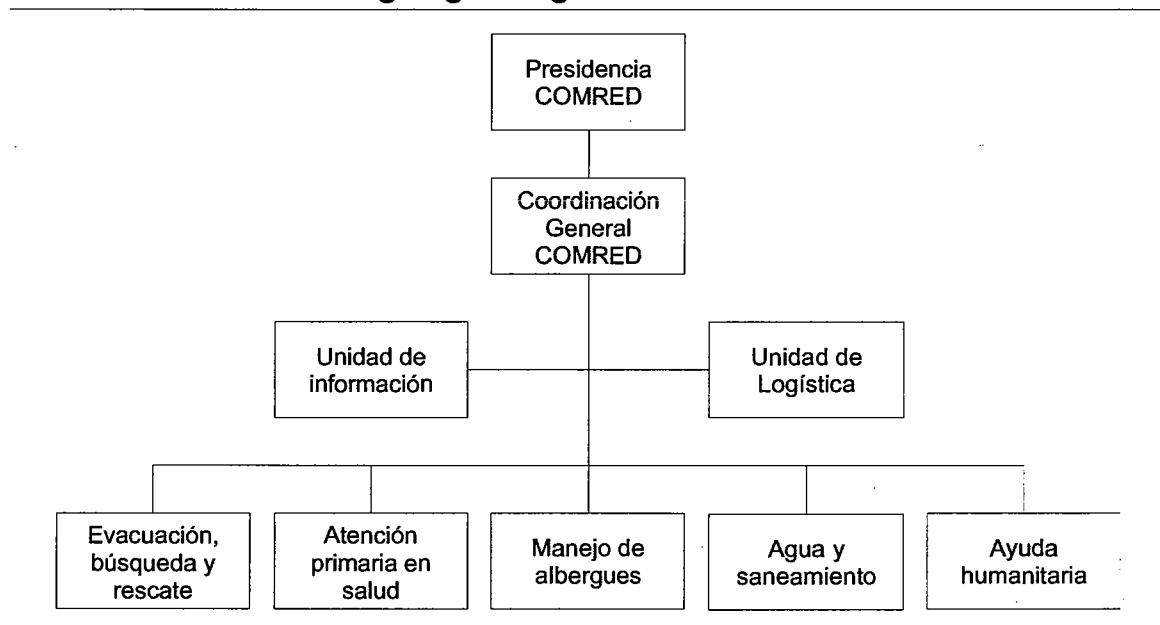 Presidencia
COMRED
Coordinación
General
COMRED
Unidad de
información
Unidad de
Logística
Evacuación,
búsqueda y
rescate
Atención
primaria en
salud
Manejo de
albergues
Agua y
saneamiento
Ayuda
humanitaria